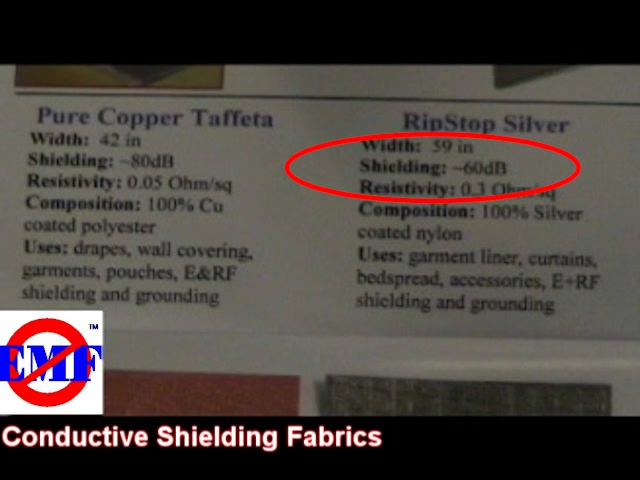 Pure Copper Taffeta
Width: 42 in
Shielding: ~80dB
Resistivity: 0.05 Ohm/sq
Composition: 100% Cu
coated polyester
Uses: drapes, wall covering,
garments, pouches, E&RF
shielding and grounding
RipStop Silver
Width: 59 in
Shielding: ~60dB
Resistivity: 0.3 Ohm/sq
Composition: 100% Silver
coated nylon
Uses: garment liner, curtains,
bedspread, accessories, E+RF
shielding and grounding
EMF™
Conductive Shielding Fabrics